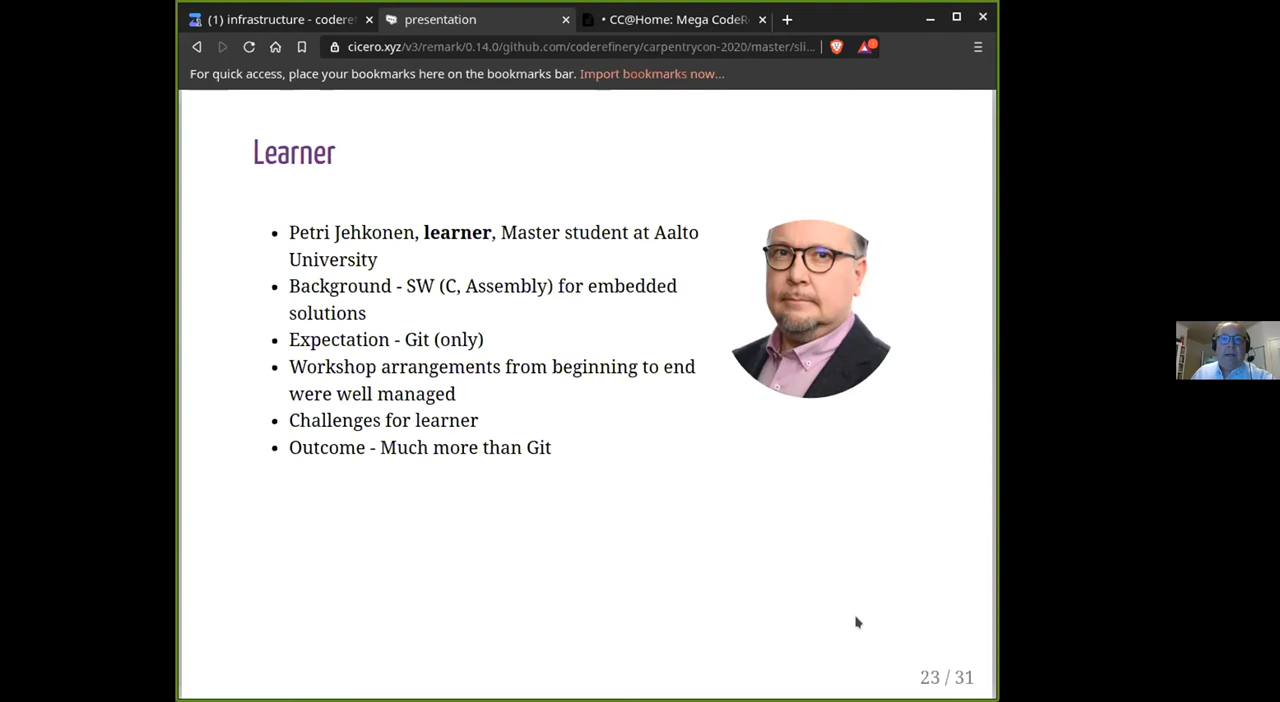 (1) infrastructure - coderef
presentation
• CC@Home: Mega CodeR
cicero.xyz/v3/remark/0.14.0/github.com/coderefinery/carpentrycon-2020/master/sli...
For quick access, place your bookmarks here on the bookmarks bar. Import bookmarks now...
Learner
• Petri Jehkonen, learner, Master student at Aalto
University
• Background - SW (C, Assembly) for embedded
solutions
• Expectation - Git (only)
• Workshop arrangements from beginning to end
were well managed
• Challenges for learner
• Outcome - Much more than Git
23 / 31